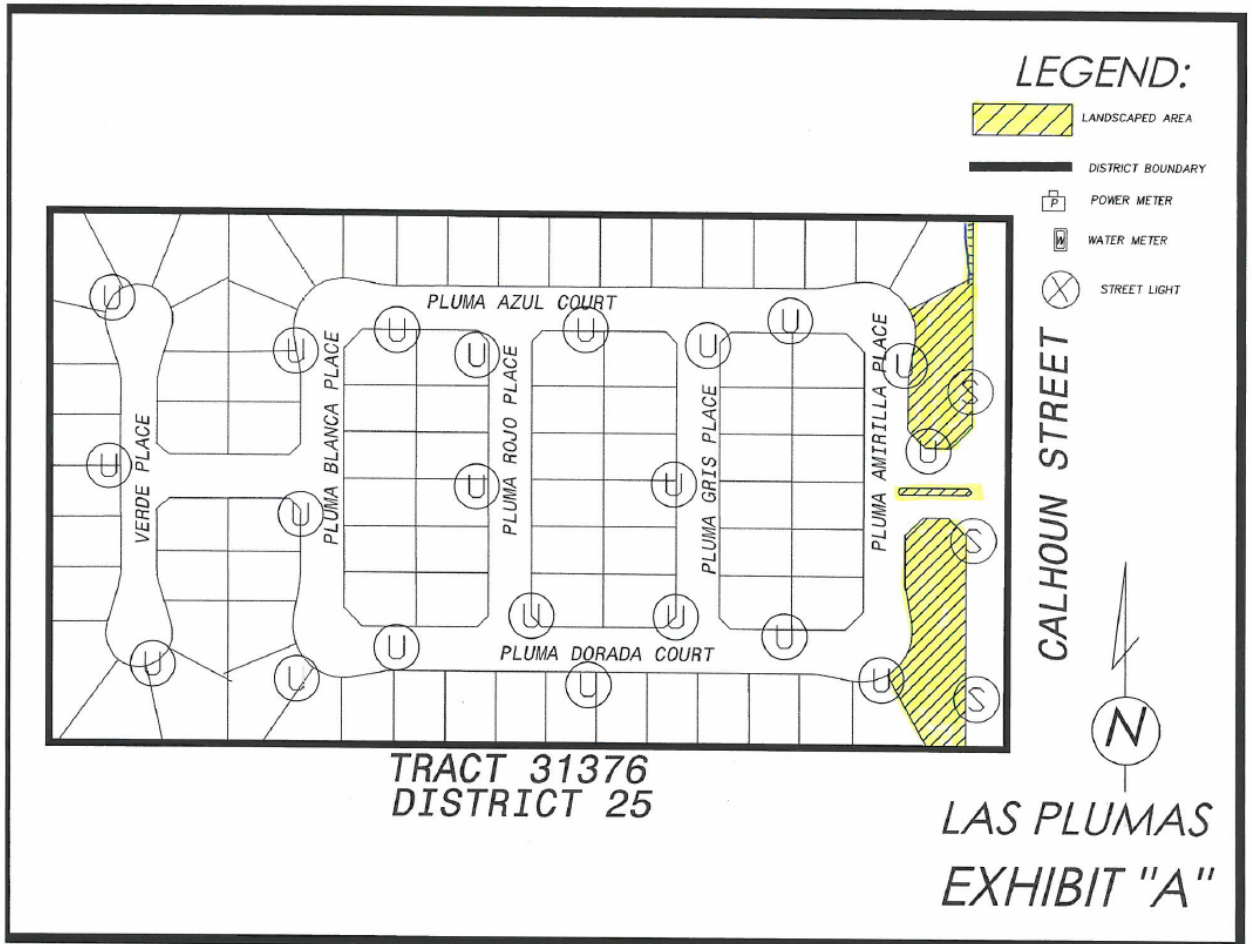 LEGEND:
LANDSCAPED AREA
DISTRICT BOUNDARY
P
POWER METER
W
WATER METER
X
STREET LIGHT
PLUMA AZUL COURT
U
U
U
U
U
U
U
U
U
VERDE PLACE
PLUMA BLANCA PLACE
PLUMA ROJO PLACE
PLUMA GRIS PLACE
PLUMA AMIRILLA PLACE
CALHOUN STREET
S
U
U
U
U
U
S
U
U
U
U
PLUMA DORADA COURT
U
U
U
U
S
TRACT 31376
DISTRICT 25
N
LAS PLUMAS
EXHIBIT "A"